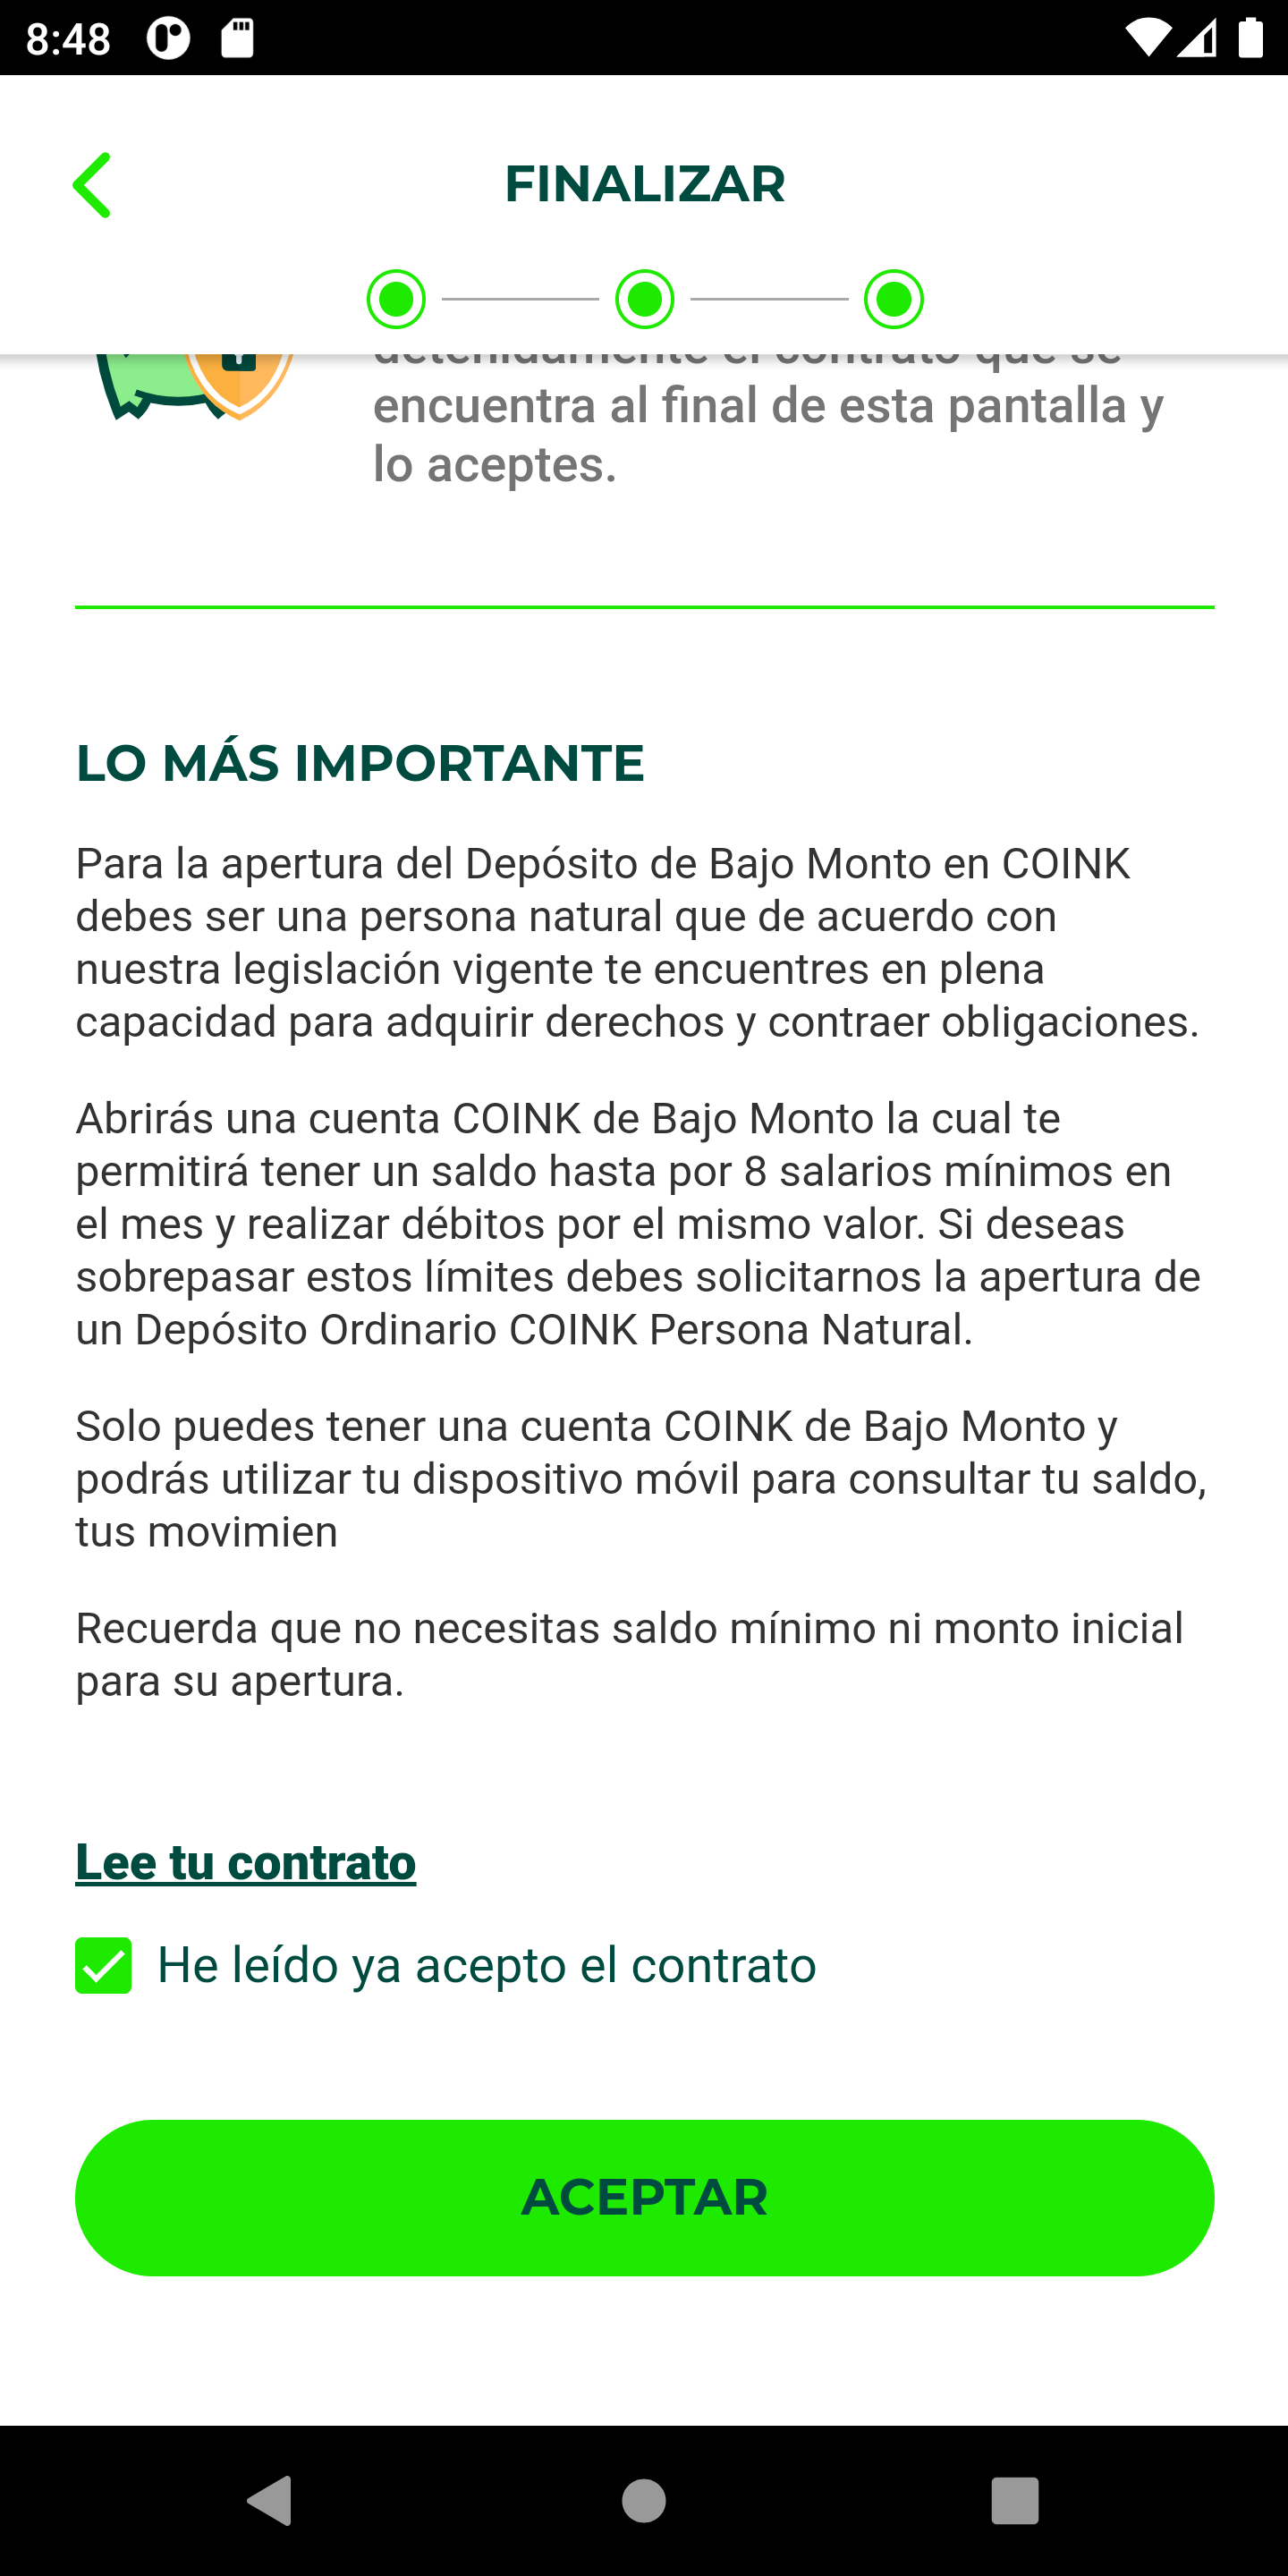 8:48
FINALIZAR
detenidamente el contrato que se
encuentra al final de esta pantalla y
lo aceptes.
LO MÁS IMPORTANTE
Para la apertura del Depósito de Bajo Monto en COINK
debes ser una persona natural que de acuerdo con
nuestra legislación vigente te encuentres en plena
capacidad para adquirir derechos y contraer obligaciones.
Abrirás una cuenta COINK de Bajo Monto la cual te
permitirá tener un saldo hasta por 8 salarios mínimos en
el mes y realizar débitos por el mismo valor. Si deseas
sobrepasar estos límites debes solicitarnos la apertura de
un Depósito Ordinario COINK Persona Natural.
Solo puedes tener una cuenta COINK de Bajo Monto y
podrás utilizar tu dispositivo móvil para consultar tu saldo,
tus movimien
Recuerda que no necesitas saldo mínimo ni monto inicial
para su apertura.
Lee tu contrato
He leído ya acepto el contrato
ACEPTAR